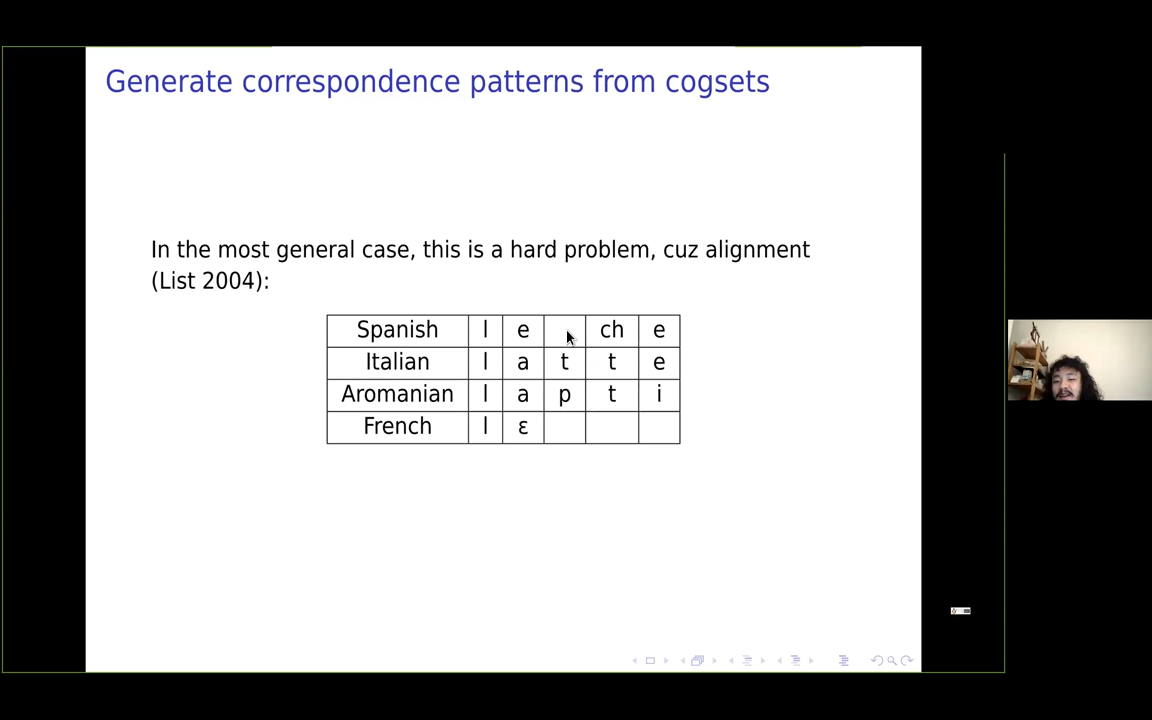 Generate correspondence patterns from cogsets
In the most general case, this is a hard problem, cuz alignment
(List 2004):
Spanish l e ch e
Italian l a t t e
Aromanian l a p t i
French l ɛ